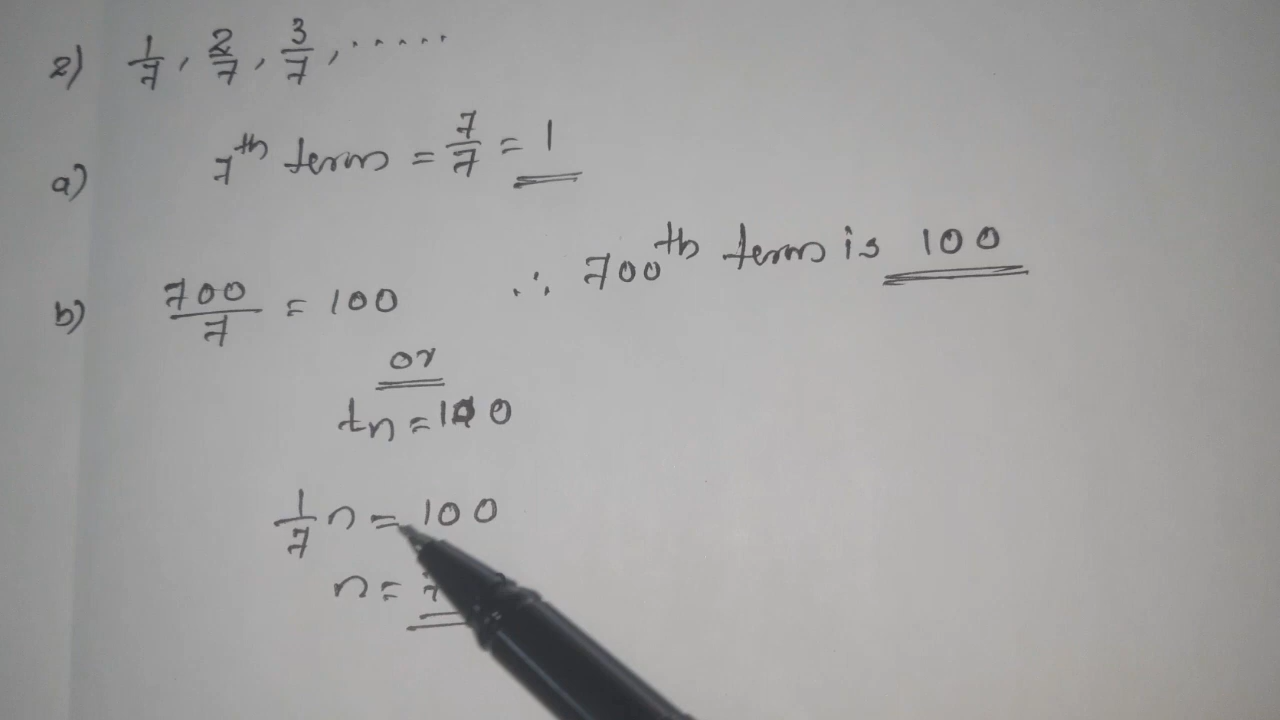 2) 1/7, 2/7, 3/7, .....
a) 7th term = 7/7 = 1
b) 700/7 = 100 ∴ 700th term is 100
or
tn = 100
1/7 n = 100
n =